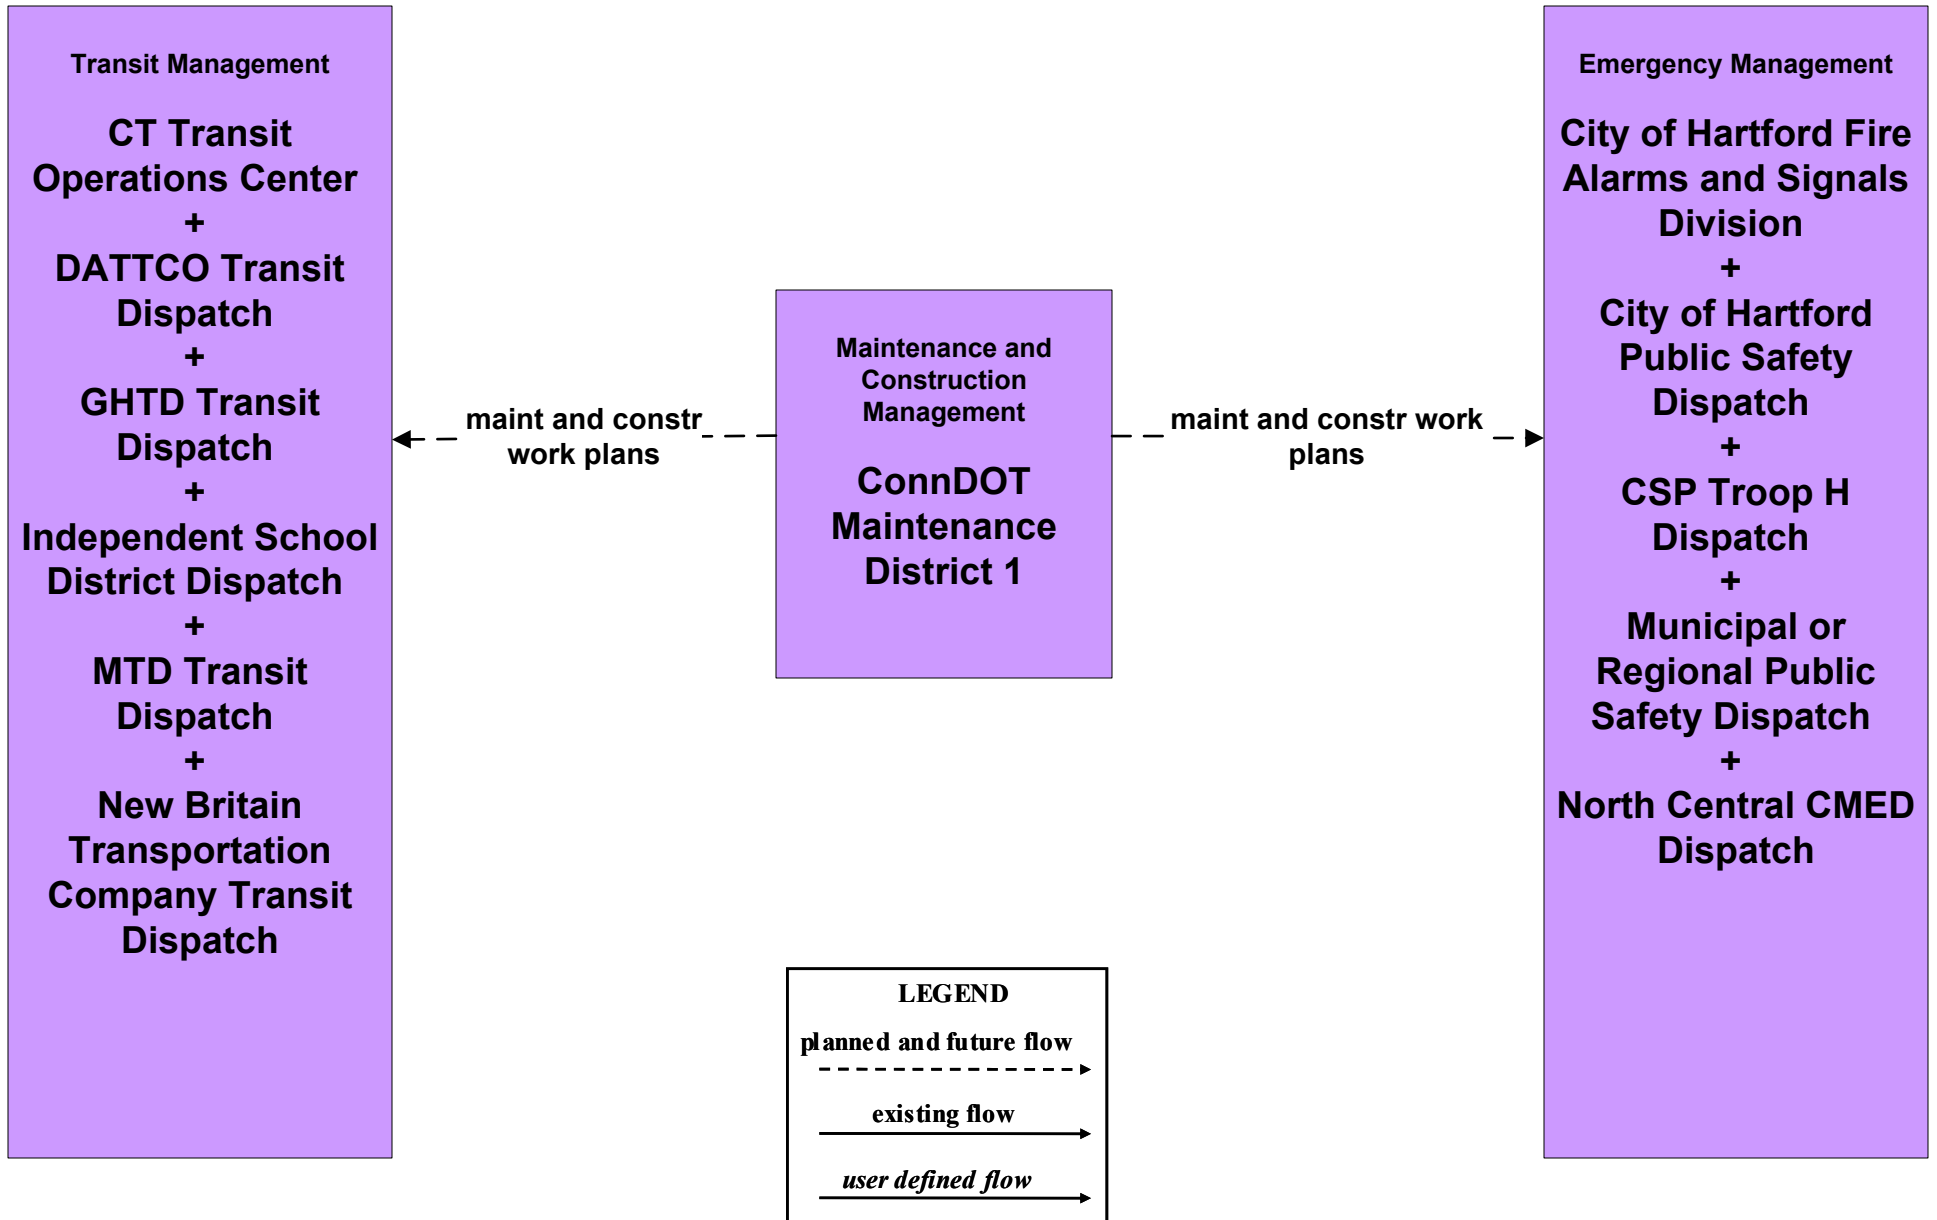 Transit Management
CT Transit
Operations Center
+
DATTCO Transit
Dispatch
+
GHTD Transit
Dispatch
+
Independent School
District Dispatch
+
MTD Transit
Dispatch
+
New Britain
Transportation
Company Transit
Dispatch
maint and constr
work plans
Maintenance and
Construction
Management
ConnDOT
Maintenance
District 1
maint and constr work
plans
Emergency Management
City of Hartford Fire
Alarms and Signals
Division
+
City of Hartford
Public Safety
Dispatch
+
CSP Troop H
Dispatch
+
Municipal or
Regional Public
Safety Dispatch
+
North Central CMED
Dispatch
LEGEND
planned and future flow
existing flow
user defined flow